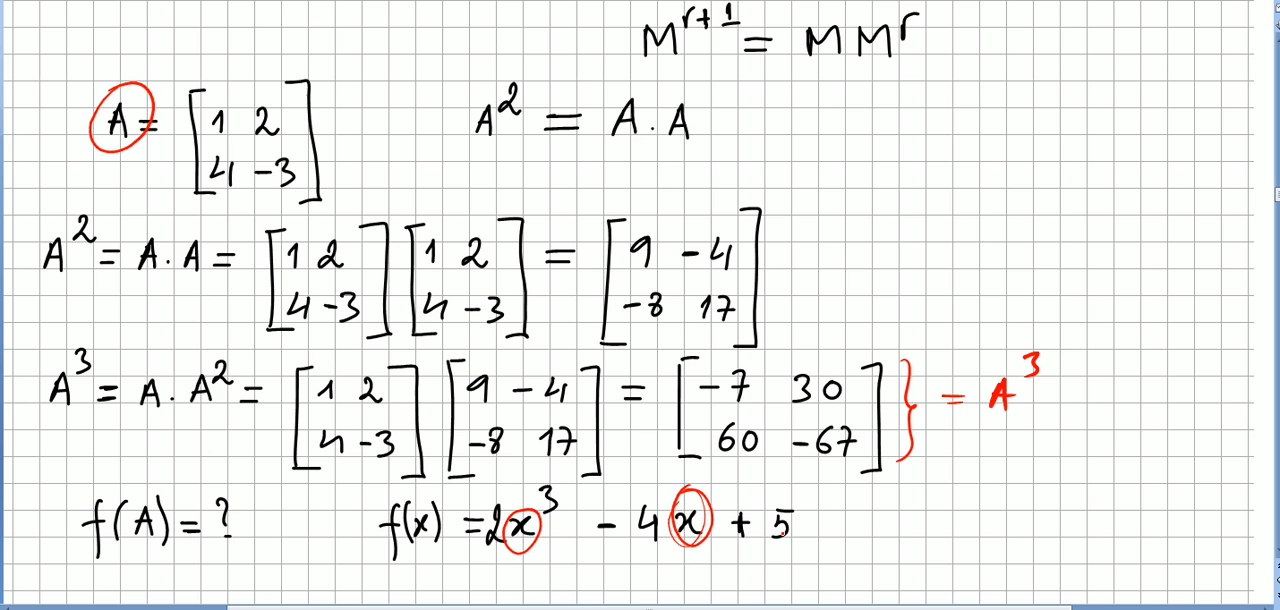 M^{r+1} = M M^r
A = [1 2; 4 -3]    A^2 = A . A
A^2 = A . A = [1 2; 4 -3] [1 2; 4 -3] = [9 -4; -8 17]
A^3 = A . A^2 = [1 2; 4 -3] [9 -4; -8 17] = [-7 30; 60 -67] } = A^3
f(A) = ?    f(x) = 2x^3 - 4x + 5